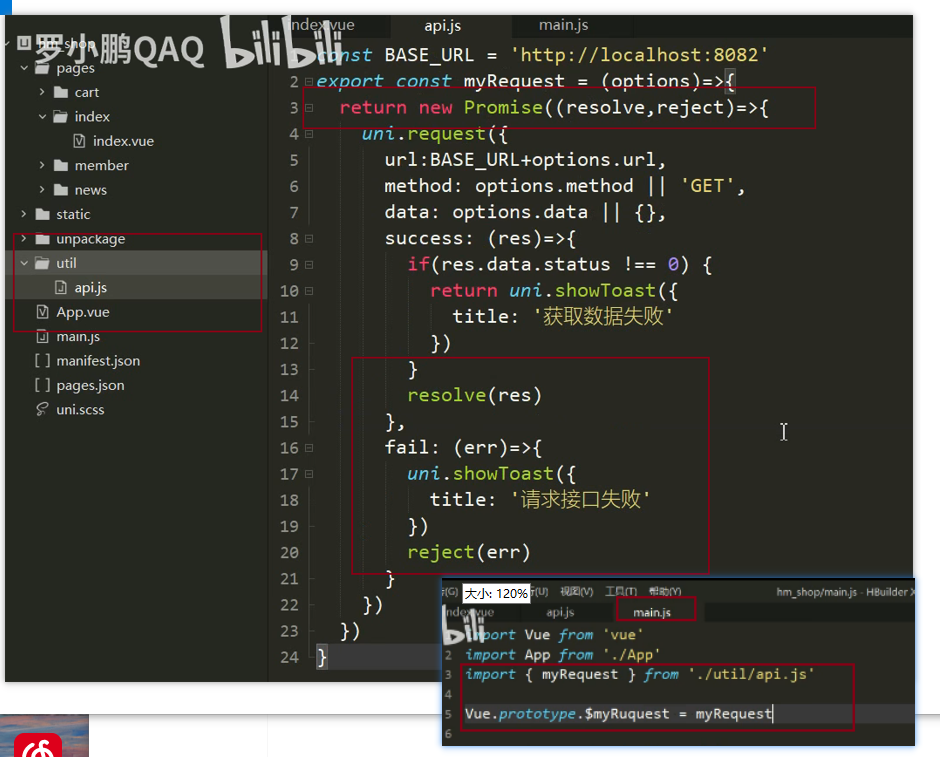 罗小鹏QAQ bilibili
hm_shop
pages
cart
index
index.vue
member
news
static
unpackage
util
api.js
App.vue
main.js
manifest.json
pages.json
uni.scss
index.vue api.js main.js
const BASE_URL = 'http://localhost:8082'
2 export const myRequest = (options)=>{
3 return new Promise((resolve,reject)=>{
4 uni.request({
5 url:BASE_URL+options.url,
6 method: options.method || 'GET',
7 data: options.data || {},
8 success: (res)=>{
9 if(res.data.status !== 0) {
10 return uni.showToast({
11 title: '获取数据失败'
12 })
13 }
14 resolve(res)
15 },
16 fail: (err)=>{
17 uni.showToast({
18 title: '请求接口失败'
19 })
20 reject(err)
21 }
22 })
23 })
24 }
大小: 120% 视图(V) 工具(T) 帮助(Y) hm_shop/main.js - HBuilder X
index.vue api.js main.js
bili
import Vue from 'vue'
2 import App from './App'
3 import { myRequest } from './util/api.js'
4
5 Vue.prototype.$myRuquest = myRequest
6